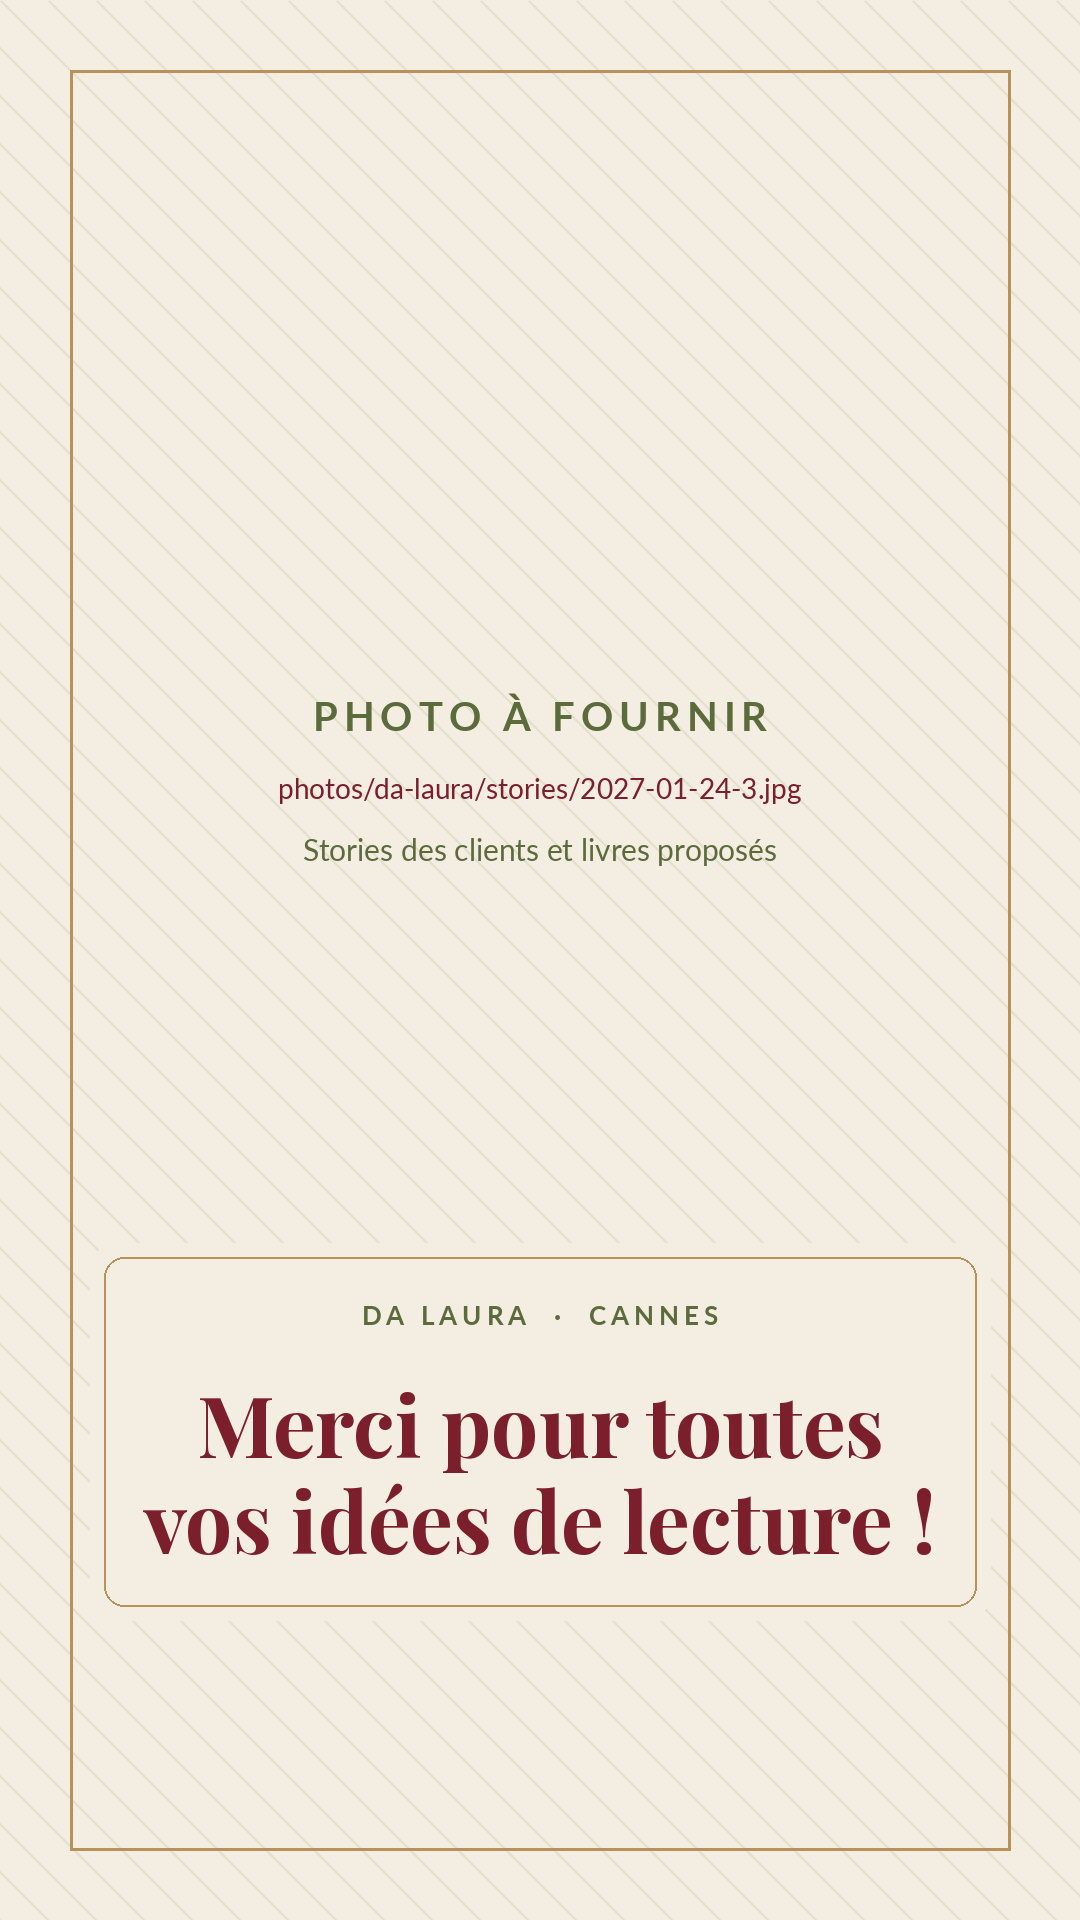 PHOTO À FOURNIR
photos/da-laura/stories/2027-01-24-3.jpg
Stories des clients et livres proposés
DA LAURA · CANNES
Merci pour toutes
vos idées de lecture !